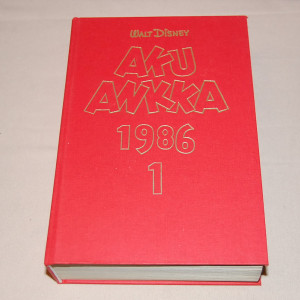 WALT DISNEY
AKU
ANKKA
1986
1